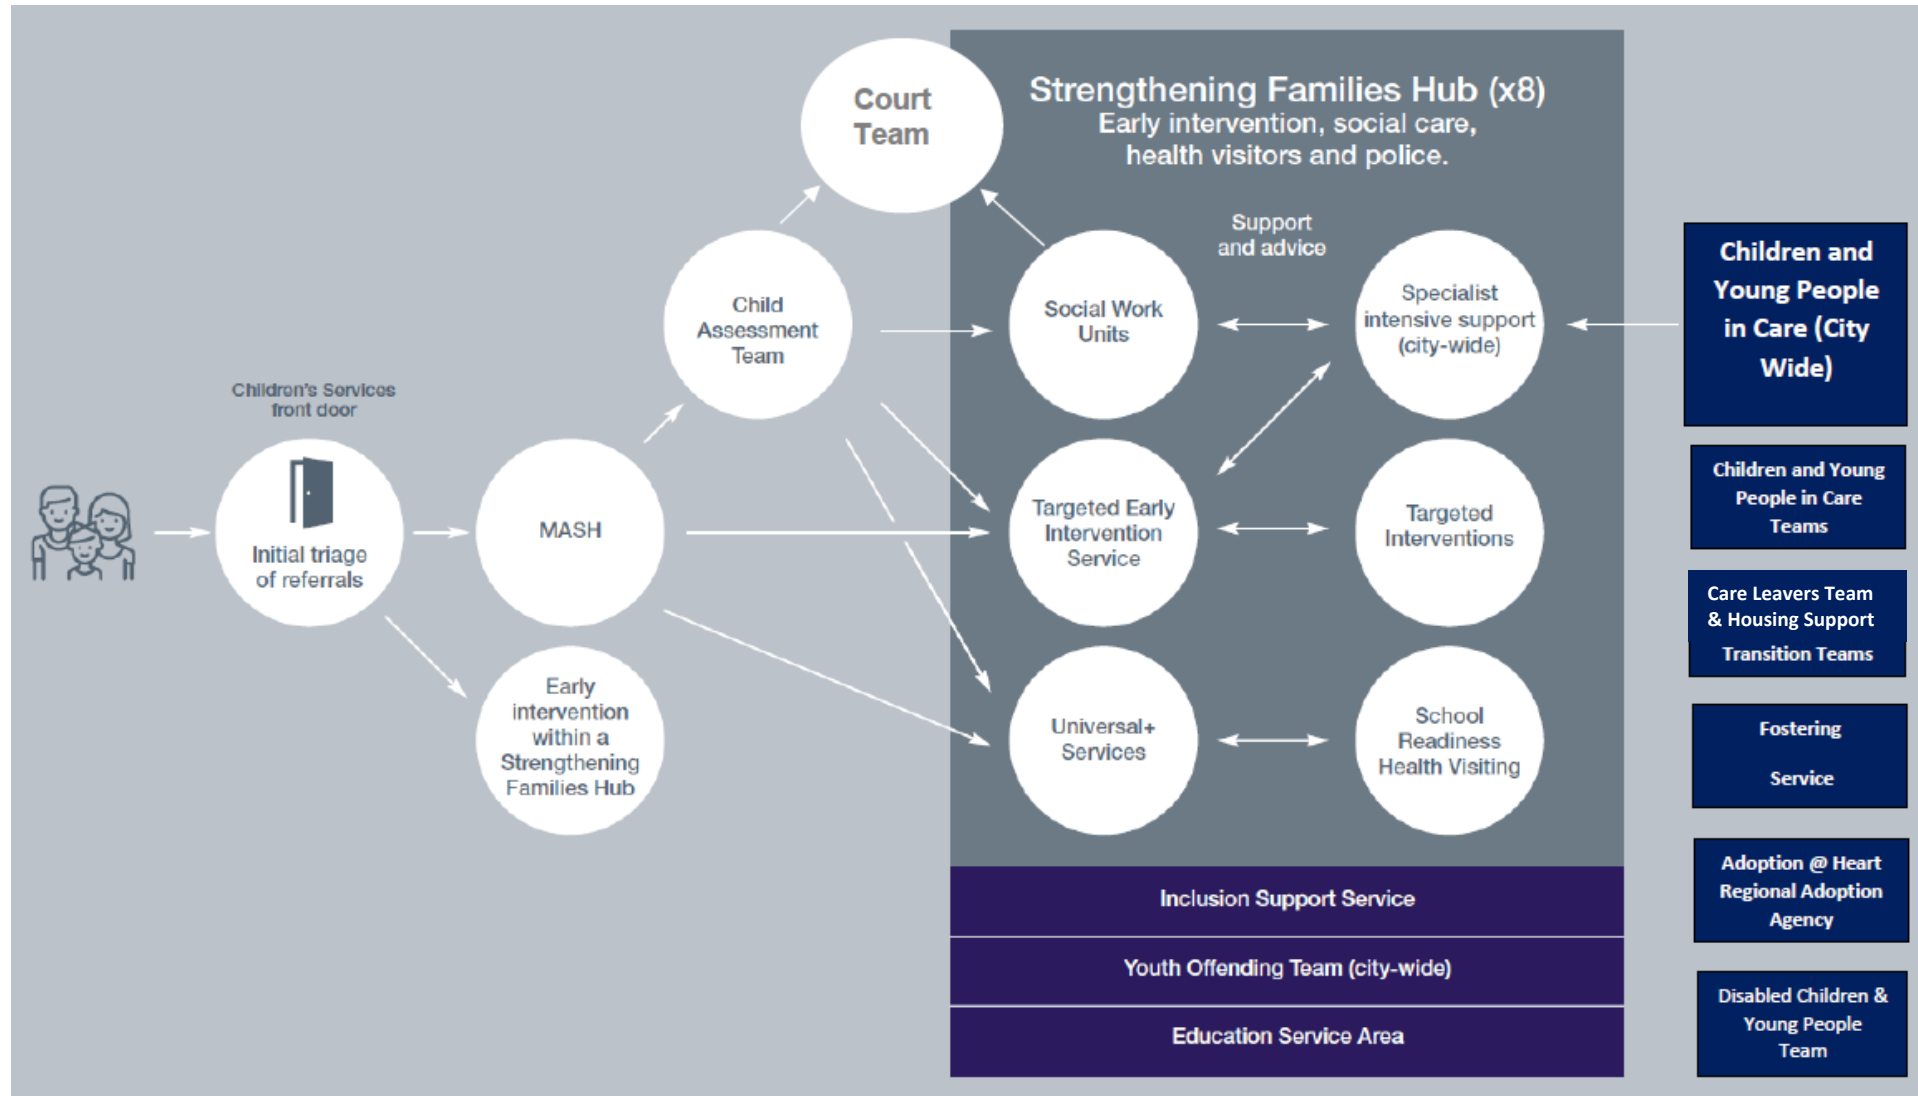 Court
Team
Strengthening Families Hub (x8)
Early intervention, social care,
health visitors and police.
Support
and advice
Child
Assessment
Team
Social Work
Units
Specialist
intensive support
(city-wide)
Children and
Young People
in Care (City
Wide)
Children's Services
front door
Initial triage
of referrals
MASH
Targeted Early
Intervention
Service
Targeted
Interventions
Children and Young
People in Care
Teams
Care Leavers Team
& Housing Support
Transition Teams
Early
intervention
within a
Strengthening
Families Hub
Universal+
Services
School
Readiness
Health Visiting
Fostering
Service
Inclusion Support Service
Youth Offending Team (city-wide)
Education Service Area
Adoption @ Heart
Regional Adoption
Agency
Disabled Children &
Young People
Team